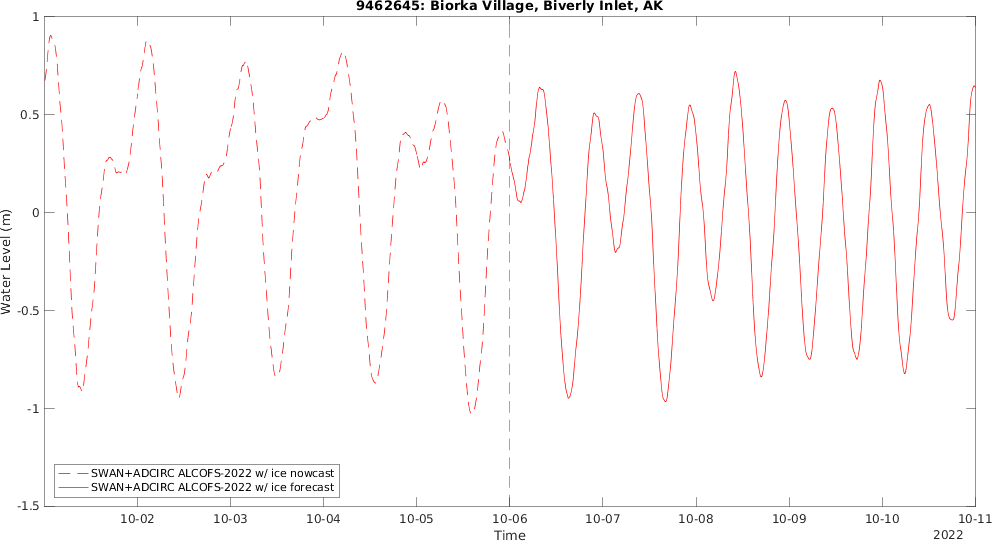 9462645: Biorka Village, Biverly Inlet, AK
Water Level (m)
1
0.5
0
-0.5
-1
-1.5
SWAN+ADCIRC ALCOFS-2022 w/ ice nowcast
SWAN+ADCIRC ALCOFS-2022 w/ ice forecast
10-02 10-03 10-04 10-05 10-06 10-07 10-08 10-09 10-10 10-11
Time
2022